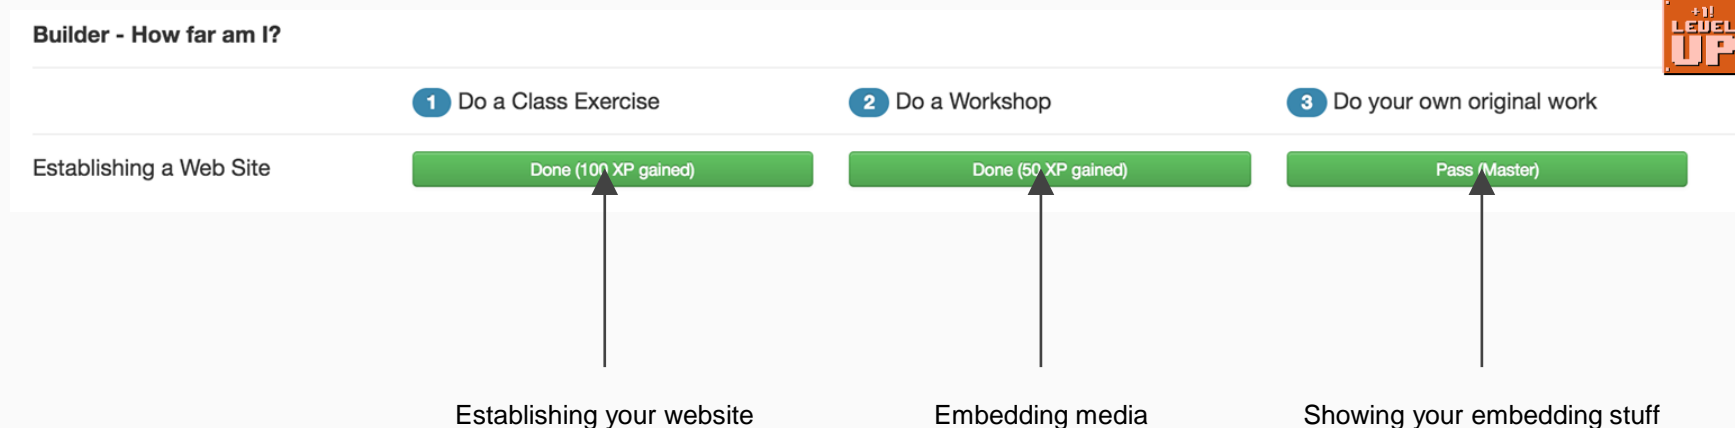 +1!
LEVEL
UP
Builder - How far am I?
1 Do a Class Exercise
2 Do a Workshop
3 Do your own original work
Establishing a Web Site
Done (100 XP gained)
Done (50 XP gained)
Pass (Master)
Establishing your website
Embedding media
Showing your embedding stuff